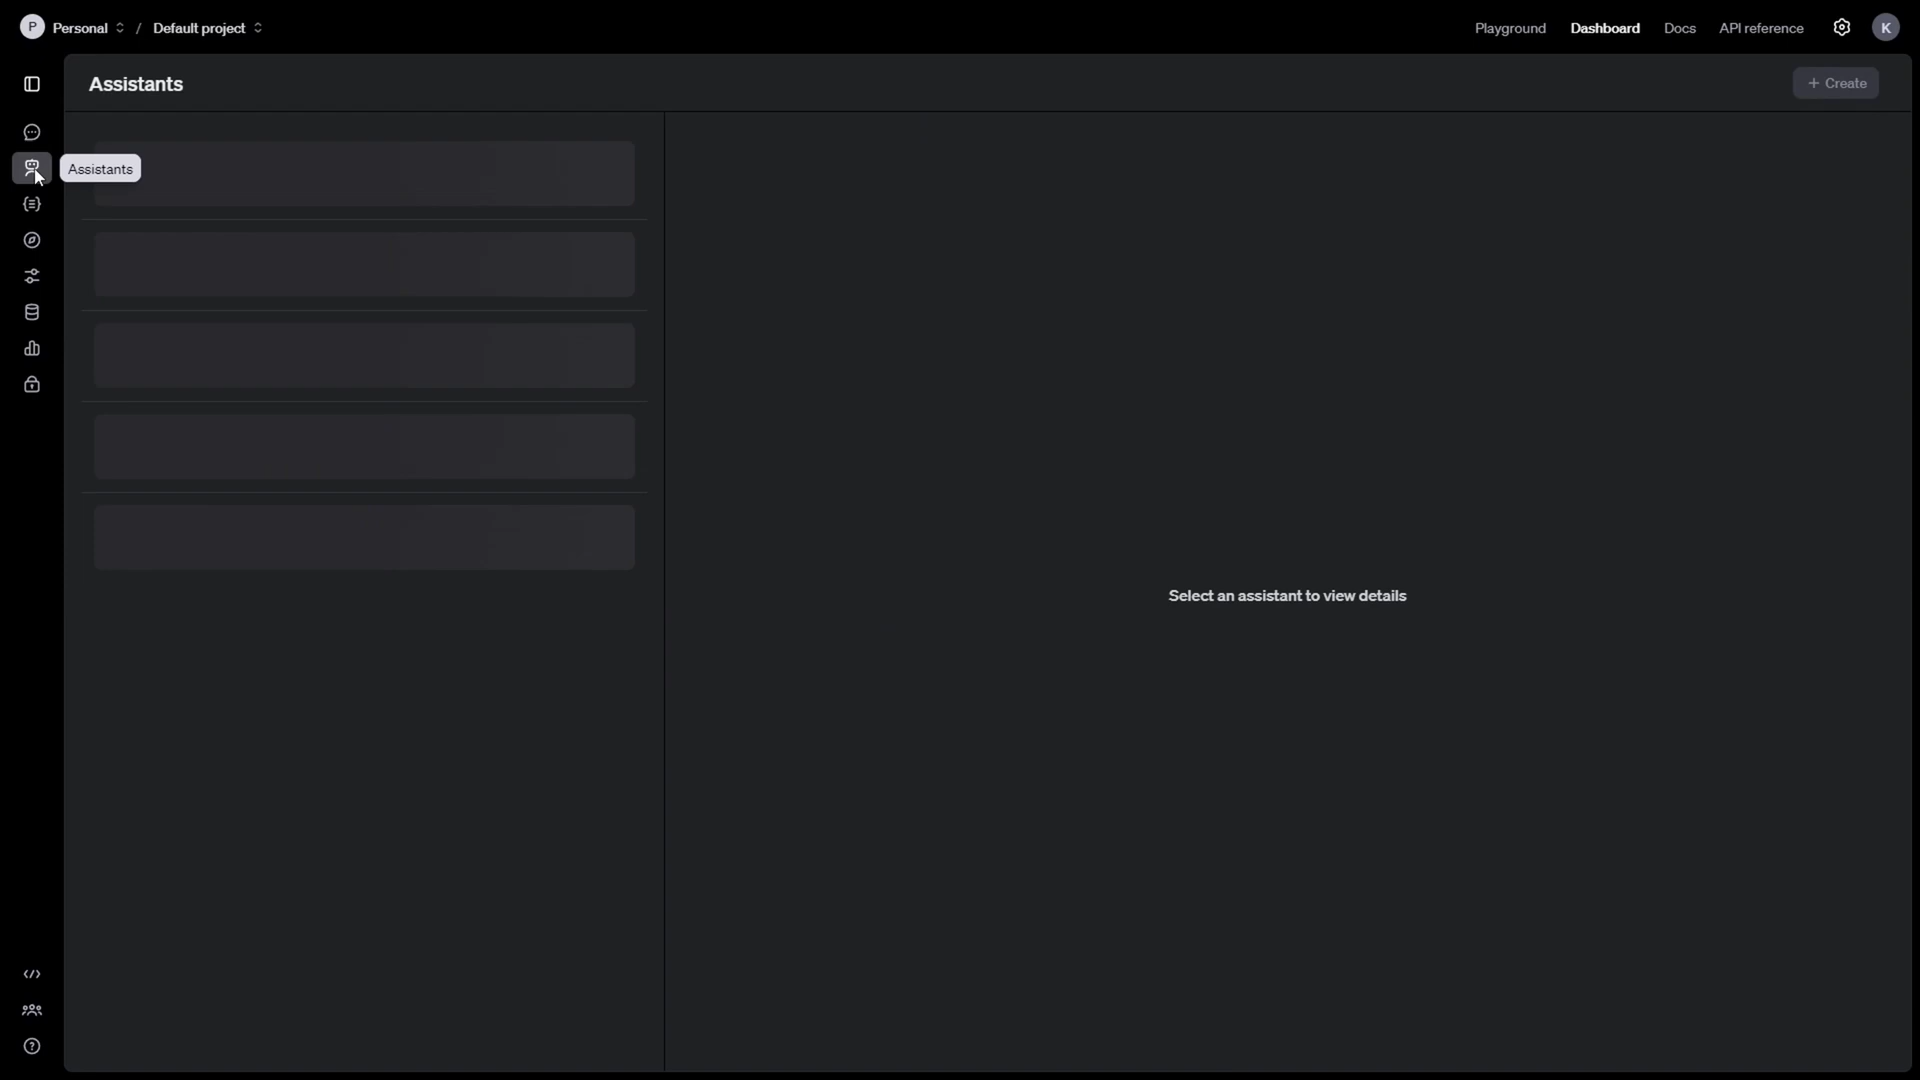 P Personal / Default project
Playground Dashboard Docs API reference K
Assistants + Create
Assistants
Select an assistant to view details